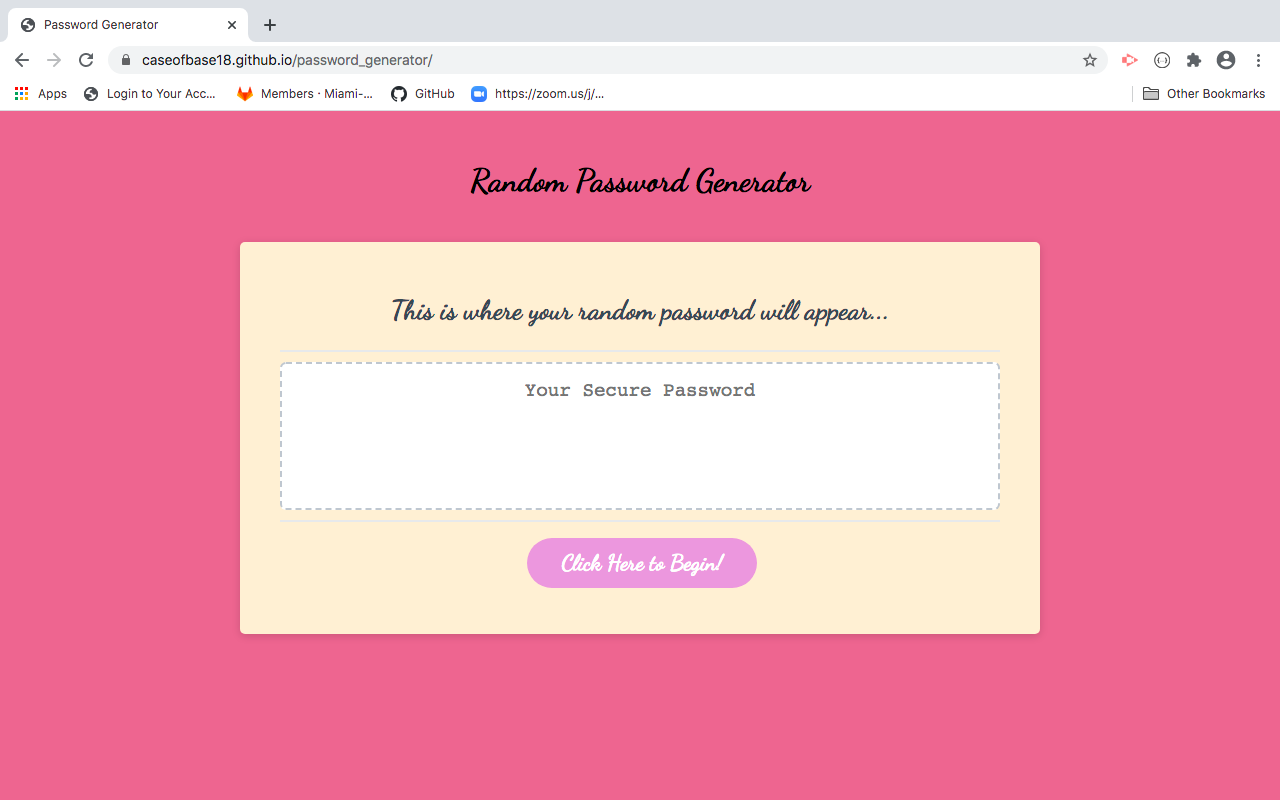 Password Generator
caseofbase18.github.io/password_generator/
Apps Login to Your Acc... Members · Miami-... GitHub https://zoom.us/j/... Other Bookmarks
Random Password Generator
This is where your random password will appear...
Your Secure Password
Click Here to Begin!